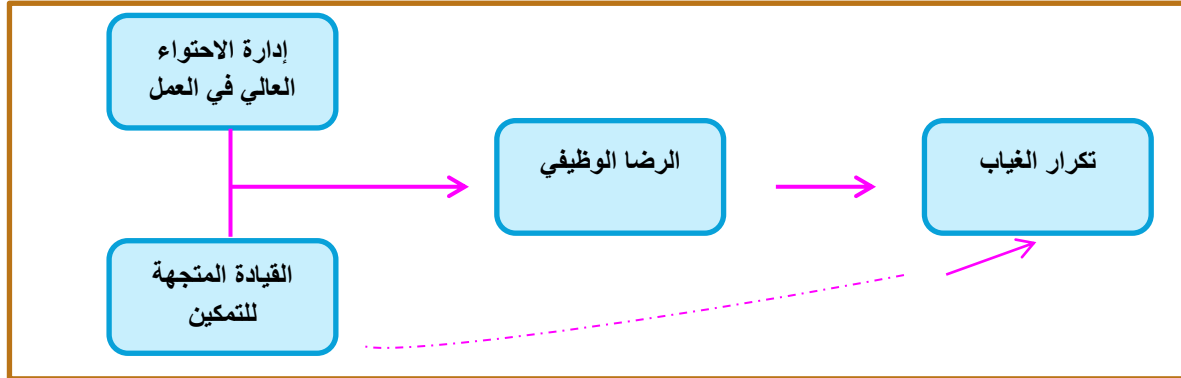 إدارة الاحتواء
العالي في العمل
الرضا الوظيفي
تكرار الغياب
القيادة المتجهة
للتمكين